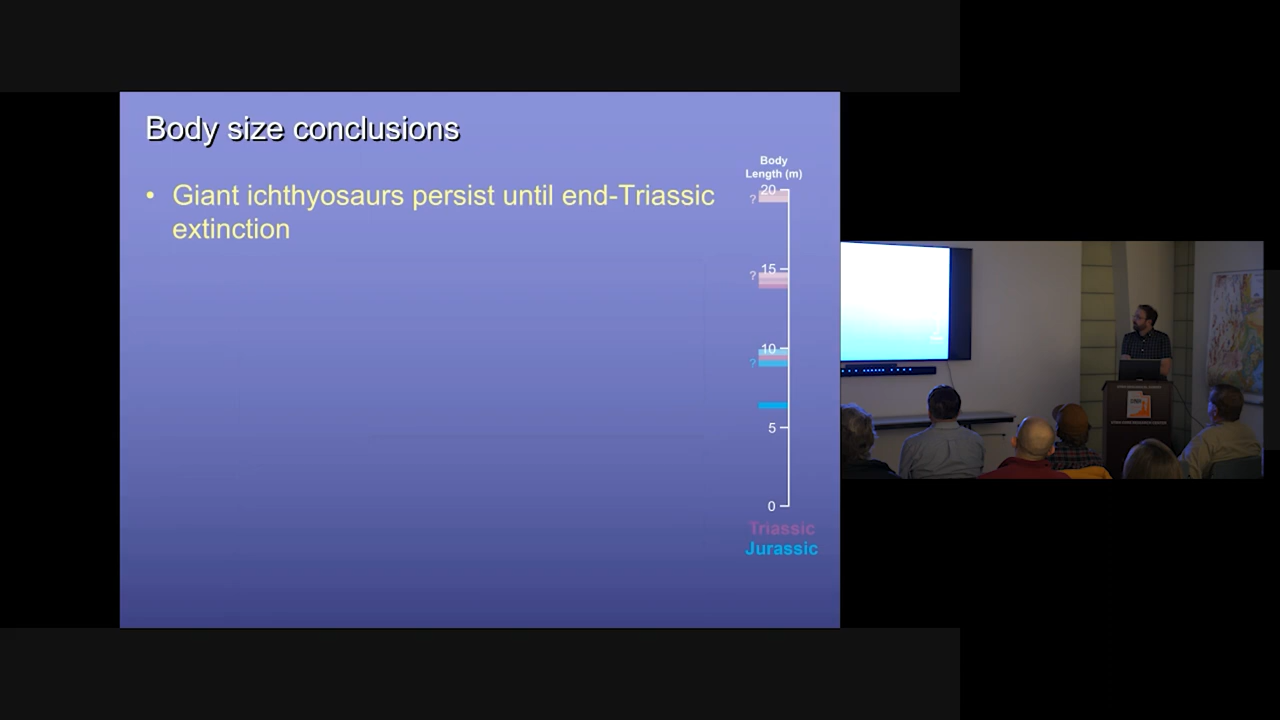 Body size conclusions
• Giant ichthyosaurs persist until end-Triassic
extinction
Body
Length (m)
20
?
15
?
10
?
5
0
Triassic
Jurassic